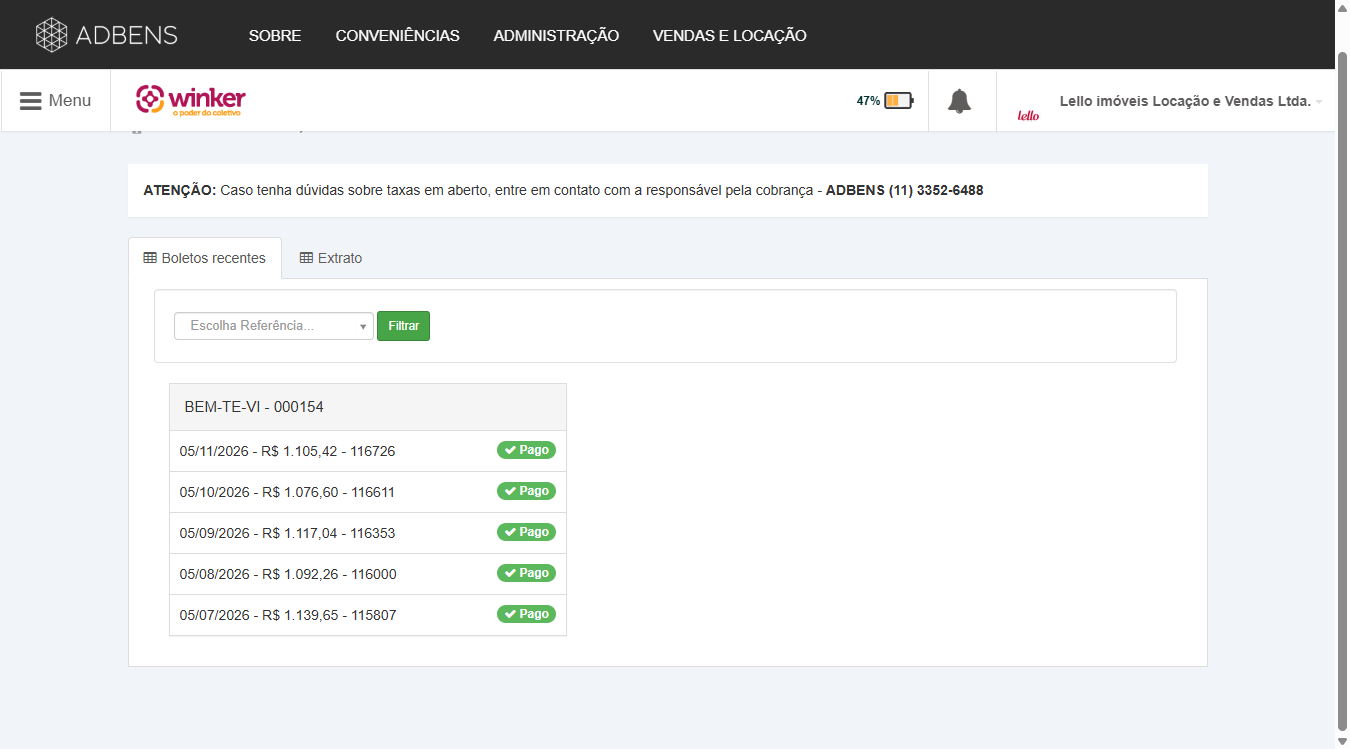 ADBENS SOBRE CONVENIÊNCIAS ADMINISTRAÇÃO VENDAS E LOCAÇÃO
Menu winker 47% lello Lello imóveis Locação e Vendas Ltda.
o poder do coletivo
ATENÇÃO: Caso tenha dúvidas sobre taxas em aberto, entre em contato com a responsável pela cobrança - ADBENS (11) 3352-6488
Boletos recentes Extrato
Escolha Referência... Filtrar
BEM-TE-VI - 000154
05/11/2026 - R$ 1.105,42 - 116726 Pago
05/10/2026 - R$ 1.076,60 - 116611 Pago
05/09/2026 - R$ 1.117,04 - 116353 Pago
05/08/2026 - R$ 1.092,26 - 116000 Pago
05/07/2026 - R$ 1.139,65 - 115807 Pago